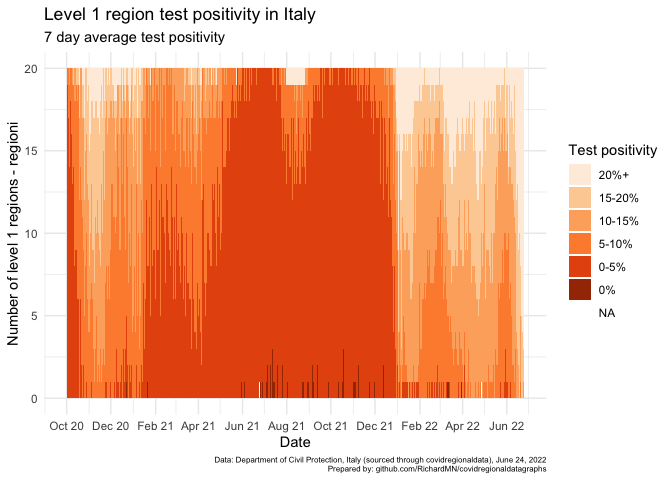 Level 1 region test positivity in Italy
7 day average test positivity
Number of level 1 regions - regioni
20
15
10
5
0
Oct 20 Dec 20 Feb 21 Apr 21 Jun 21 Aug 21 Oct 21 Dec 21 Feb 22 Apr 22 Jun 22
Date
Test positivity
20%+
15-20%
10-15%
5-10%
0-5%
0%
NA
Data: Department of Civil Protection, Italy (sourced through covidregionaldata), June 24, 2022
Prepared by: github.com/RichardMN/covidregionaldatagraphs